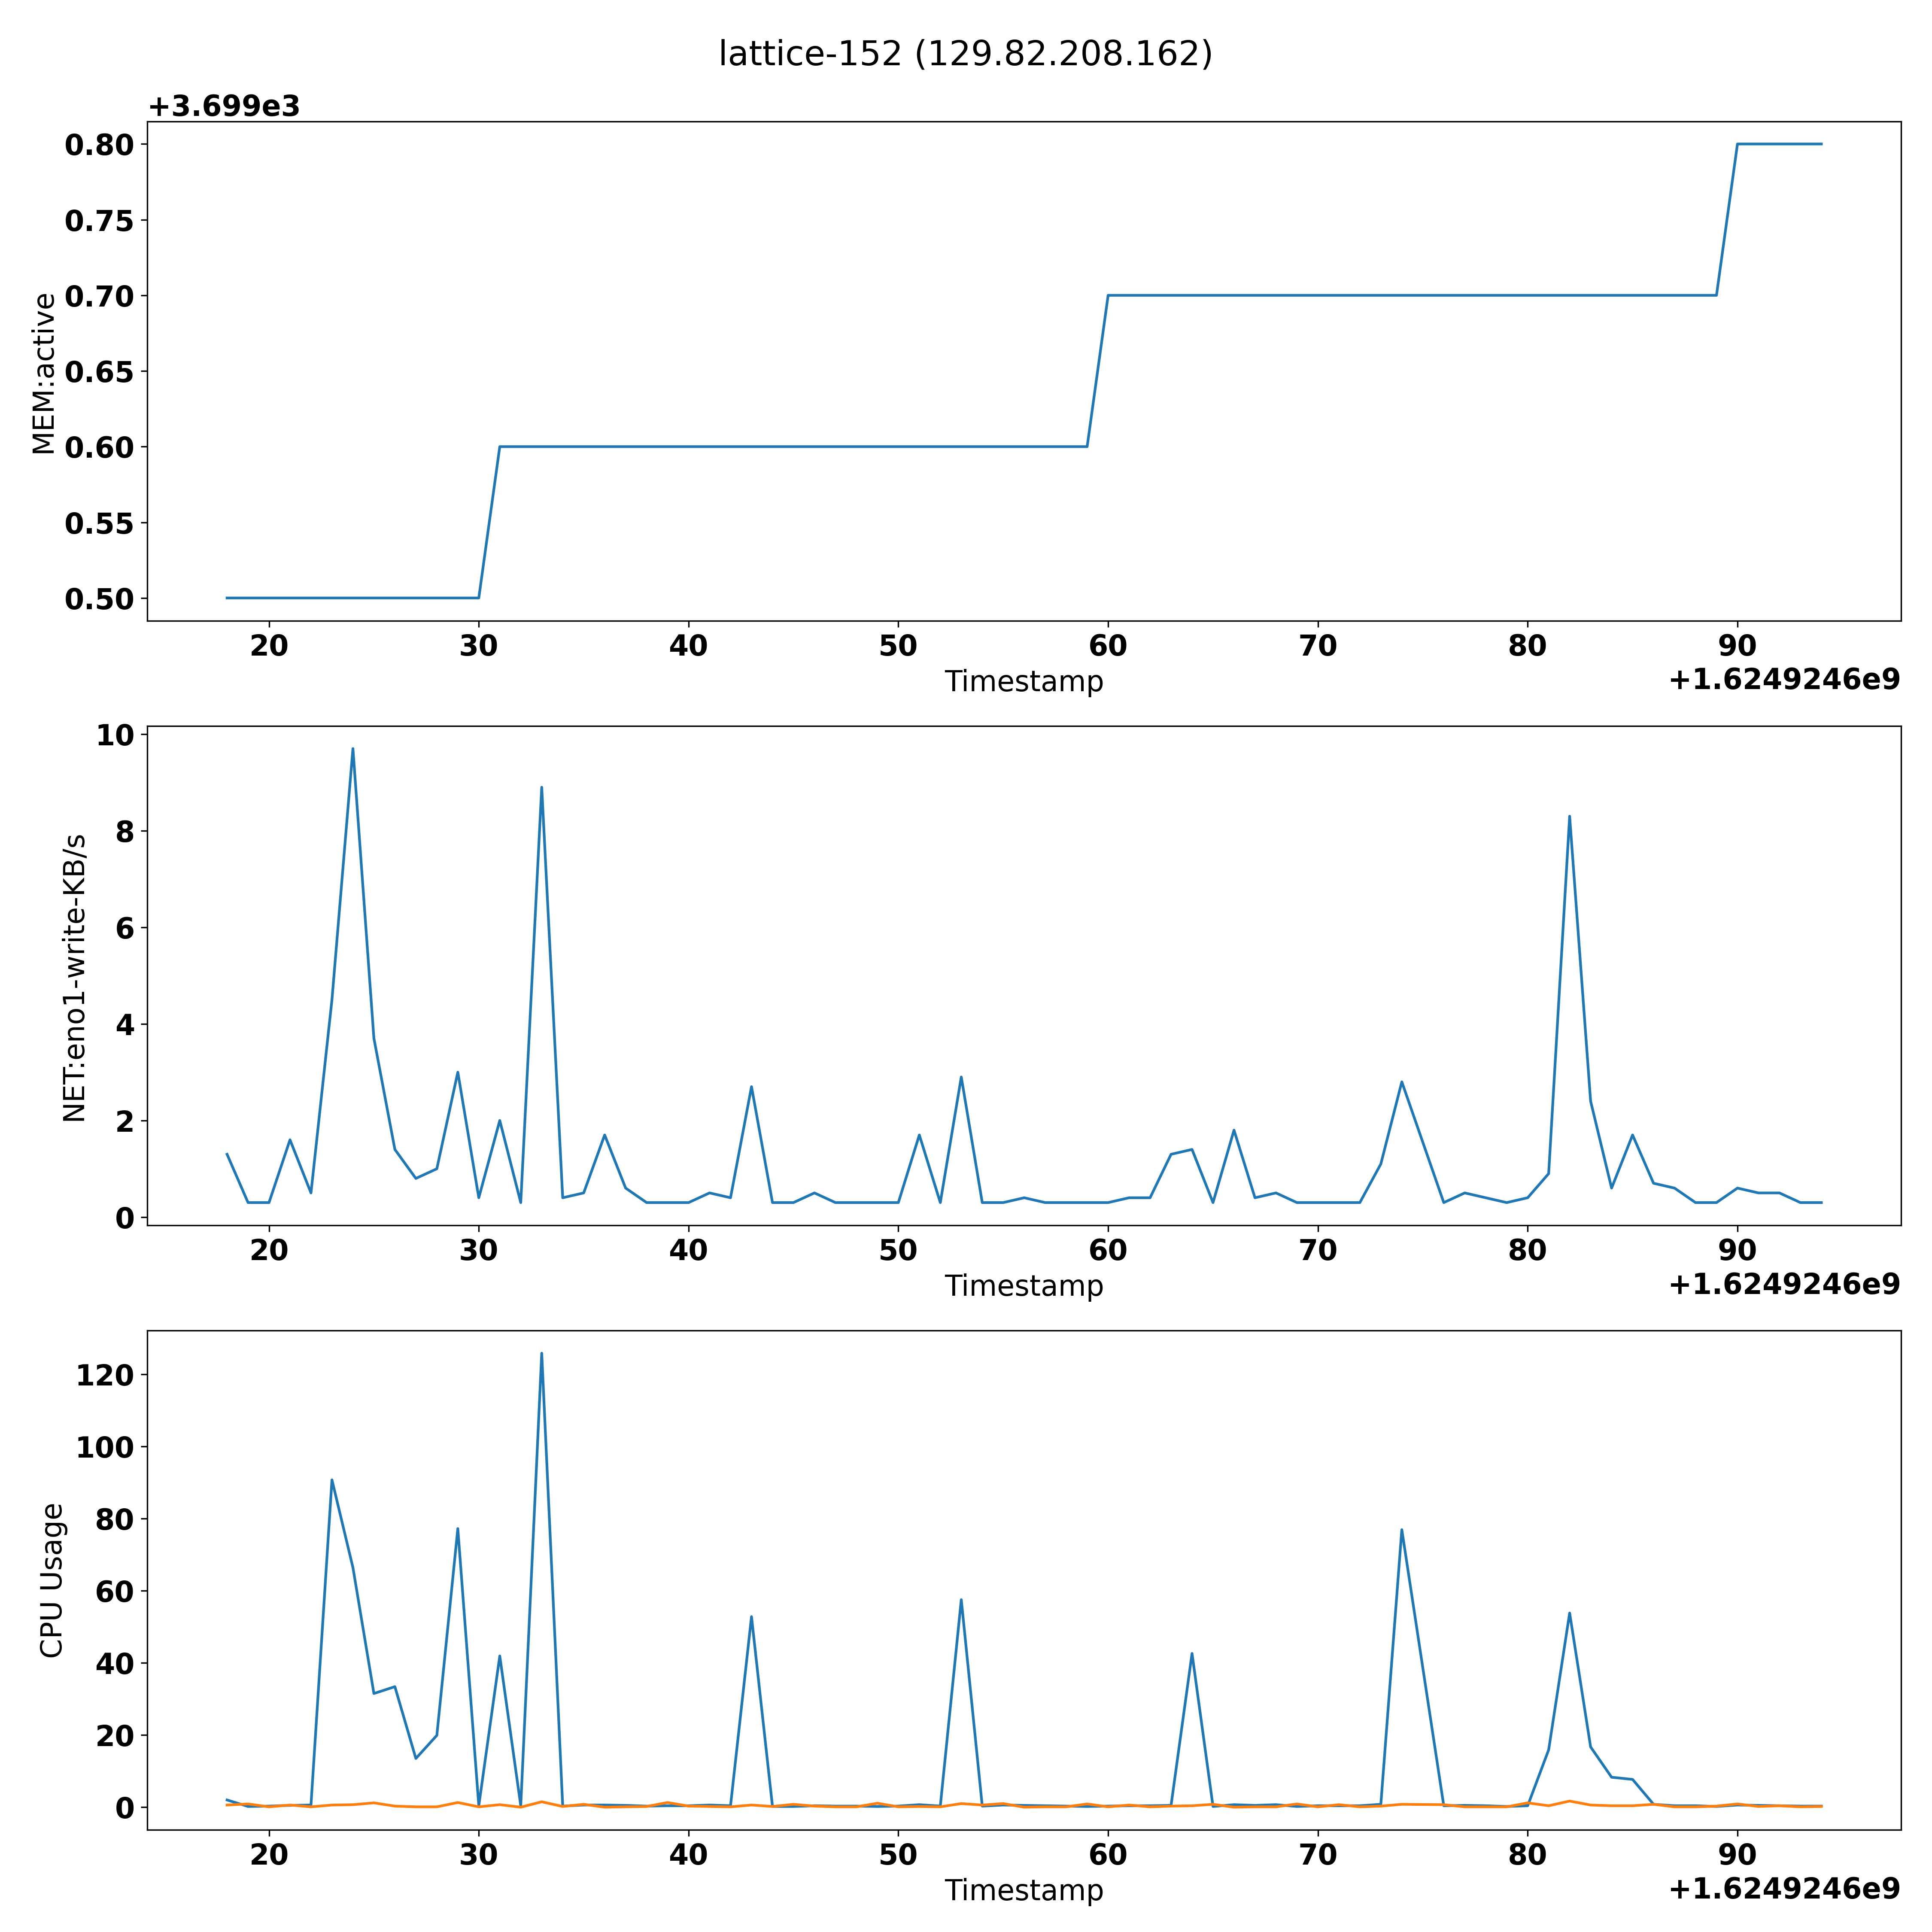 lattice-152 (129.82.208.162)
+3.699e3
0.80
0.75
0.70
0.65
0.60
0.55
0.50
MEM:active
20 30 40 50 60 70 80 90
Timestamp
+1.6249246e9
10
8
6
4
2
0
NET:eno1-write-KB/s
20 30 40 50 60 70 80 90
Timestamp
+1.6249246e9
120
100
80
60
40
20
0
CPU Usage
20 30 40 50 60 70 80 90
Timestamp
+1.6249246e9